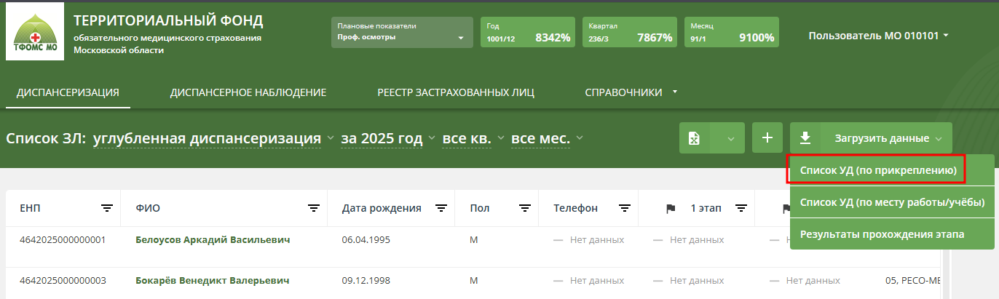 ТФОМС МО
ТЕРРИТОРИАЛЬНЫЙ ФОНД
обязательного медицинского страхования
Московской области
Плановые показатели
Проф. осмотры
Год
1001/12 8342%
Квартал
236/3 7867%
Месяц
91/1 9100%
Пользователь МО 010101
ДИСПАНСЕРИЗАЦИЯ ДИСПАНСЕРНОЕ НАБЛЮДЕНИЕ РЕЕСТР ЗАСТРАХОВАННЫХ ЛИЦ СПРАВОЧНИКИ
Список ЗЛ: углубленная диспансеризация за 2025 год все кв. все мес.
Загрузить данные
Список УД (по прикреплению)
Список УД (по месту работы/учёбы)
Результаты прохождения этапа
ЕНП ФИО Дата рождения Пол Телефон 1 этап
4642025000000001 Белоусов Аркадий Васильевич 06.04.1995 М — Нет данных — Нет данных —
4642025000000003 Бокарёв Венедикт Валерьевич 09.12.1998 М — Нет данных — Нет данных — Нет данных 05, РЕСО-МЕ